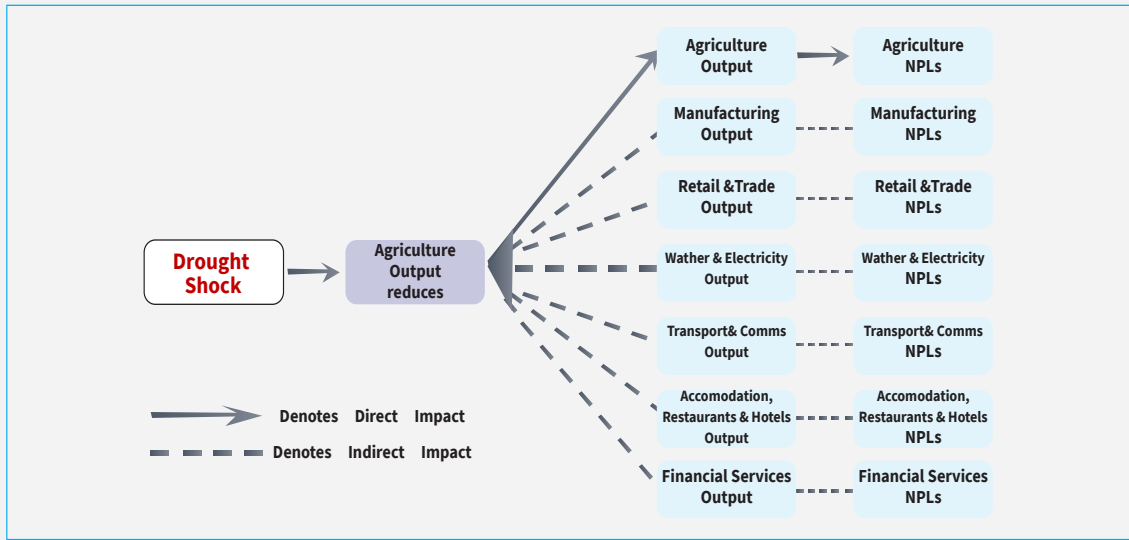 Agriculture
Output
Agriculture
NPLs
Manufacturing
Output
Manufacturing
NPLs
Retail &Trade
Output
Retail &Trade
NPLs
Drought
Shock
Agriculture
Output
reduces
Wather & Electricity
Output
Wather & Electricity
NPLs
Transport& Comms
Output
Transport& Comms
NPLs
Accomodation,
Restaurants & Hotels
Output
Accomodation,
Restaurants & Hotels
NPLs
Denotes Direct Impact
Denotes Indirect Impact
Financial Services
Output
Financial Services
NPLs